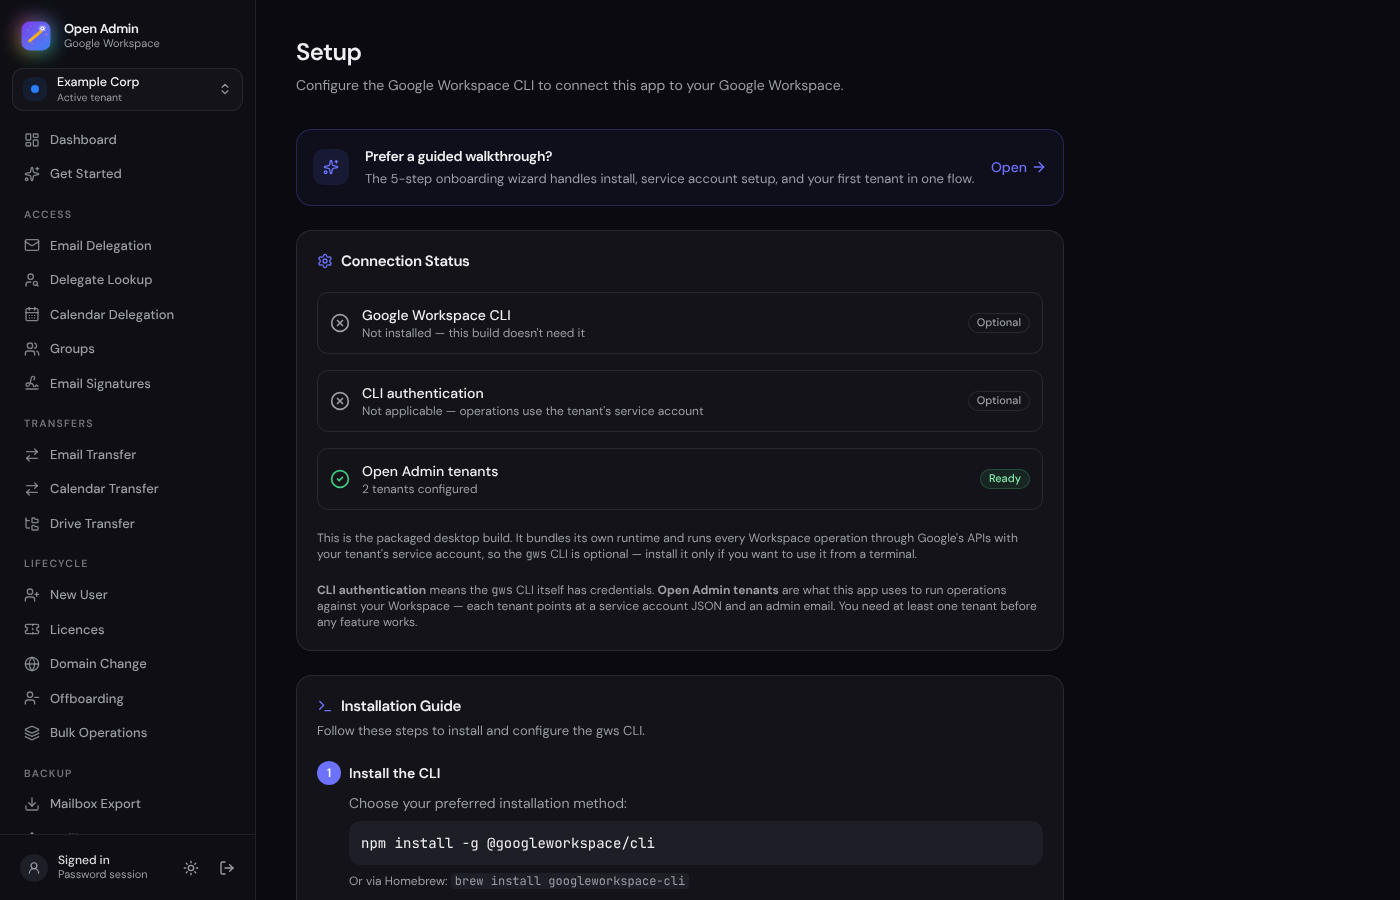 Open Admin
Google Workspace
Example Corp
Active tenant
Dashboard
Get Started
ACCESS
Email Delegation
Delegate Lookup
Calendar Delegation
Groups
Email Signatures
TRANSFERS
Email Transfer
Calendar Transfer
Drive Transfer
LIFECYCLE
New User
Licences
Domain Change
Offboarding
Bulk Operations
BACKUP
Mailbox Export
Signed in
Password session
Setup
Configure the Google Workspace CLI to connect this app to your Google Workspace.
Prefer a guided walkthrough?
The 5-step onboarding wizard handles install, service account setup, and your first tenant in one flow.
Open →
Connection Status
Google Workspace CLI
Not installed — this build doesn't need it
Optional
CLI authentication
Not applicable — operations use the tenant's service account
Optional
Open Admin tenants
2 tenants configured
Ready
This is the packaged desktop build. It bundles its own runtime and runs every Workspace operation through Google's APIs with
your tenant's service account, so the gws CLI is optional — install it only if you want to use it from a terminal.
CLI authentication means the gws CLI itself has credentials. Open Admin tenants are what this app uses to run operations
against your Workspace — each tenant points at a service account JSON and an admin email. You need at least one tenant before
any feature works.
Installation Guide
Follow these steps to install and configure the gws CLI.
1 Install the CLI
Choose your preferred installation method:
npm install -g @googleworkspace/cli
Or via Homebrew: brew install googleworkspace-cli